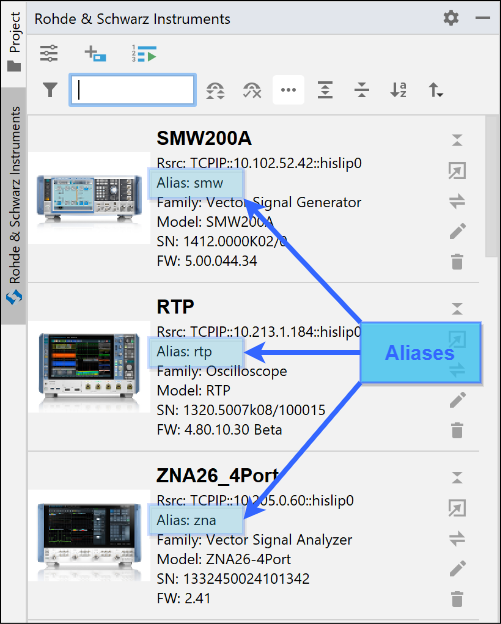 Rohde & Schwarz Instruments
Project
Rohde & Schwarz Instruments
SMW200A
Rsrc: TCPIP::10.102.52.42::hislip0
Alias: smw
Family: Vector Signal Generator
Model: SMW200A
SN: 1412.0000K02/0
FW: 5.00.044.34
RTP
Rsrc: TCPIP::10.213.1.184::hislip0
Alias: rtp
Aliases
Family: Oscilloscope
Model: RTP
SN: 1320.5007k08/100015
FW: 4.80.10.30 Beta
ZNA26_4Port
Rsrc: TCPIP::10.205.0.60::hislip0
Alias: zna
Family: Vector Signal Analyzer
Model: ZNA26-4Port
SN: 1332450024101342
FW: 2.41